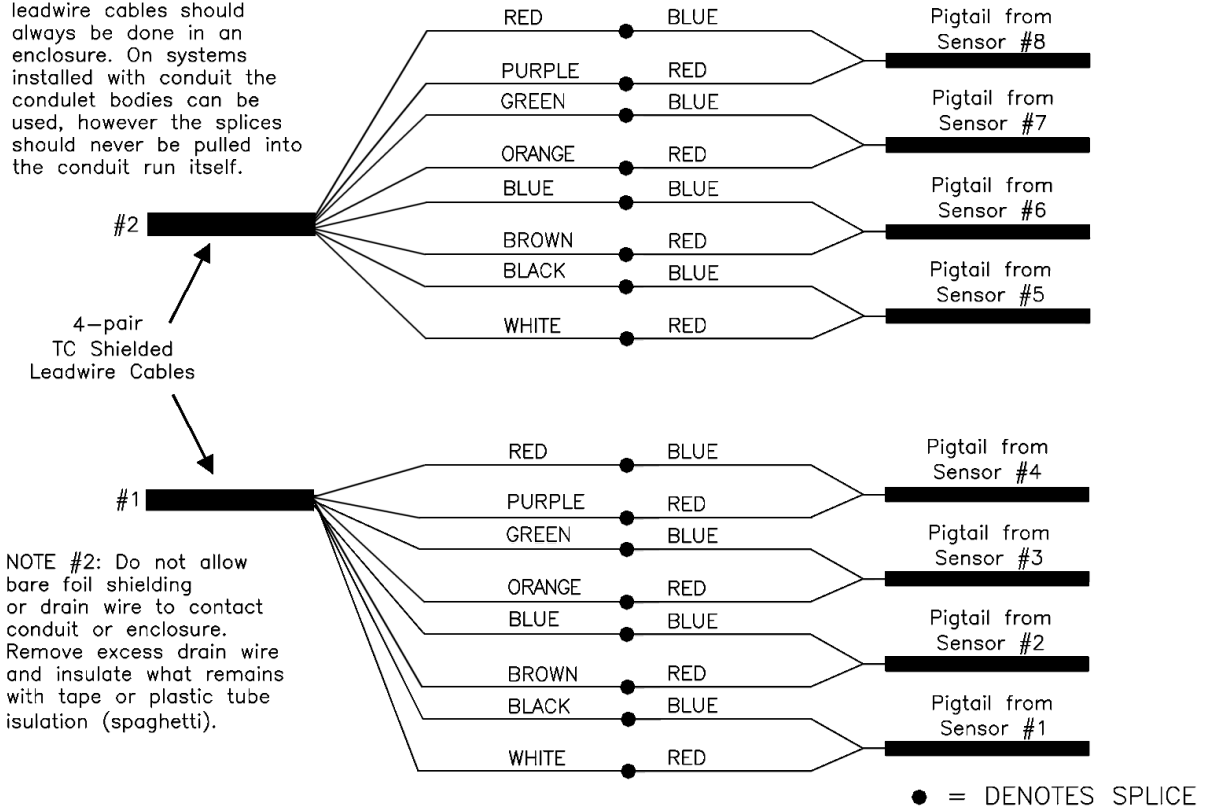 leadwire cables should
always be done in an
enclosure. On systems
installed with conduit the
condulet bodies can be
used, however the splices
should never be pulled into
the conduit run itself.
RED BLUE
PURPLE RED
Pigtail from
Sensor #8
GREEN BLUE
ORANGE RED
Pigtail from
Sensor #7
BLUE BLUE
BROWN RED
Pigtail from
Sensor #6
BLACK BLUE
WHITE RED
Pigtail from
Sensor #5
#2
4-pair
TC Shielded
Leadwire Cables
#1
RED BLUE
PURPLE RED
Pigtail from
Sensor #4
GREEN BLUE
ORANGE RED
Pigtail from
Sensor #3
BLUE BLUE
BROWN RED
Pigtail from
Sensor #2
BLACK BLUE
WHITE RED
Pigtail from
Sensor #1
NOTE #2: Do not allow
bare foil shielding
or drain wire to contact
conduit or enclosure.
Remove excess drain wire
and insulate what remains
with tape or plastic tube
isulation (spaghetti).
= DENOTES SPLICE